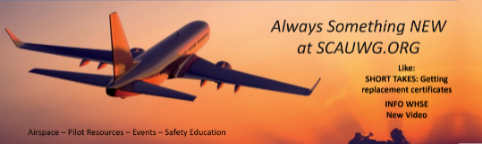 Always Something NEW
at SCAUWG.ORG
Like:
SHORT TAKES: Getting
replacement certificates
INFO WHSE
New Video
Airspace – Pilot Resources – Events – Safety Education